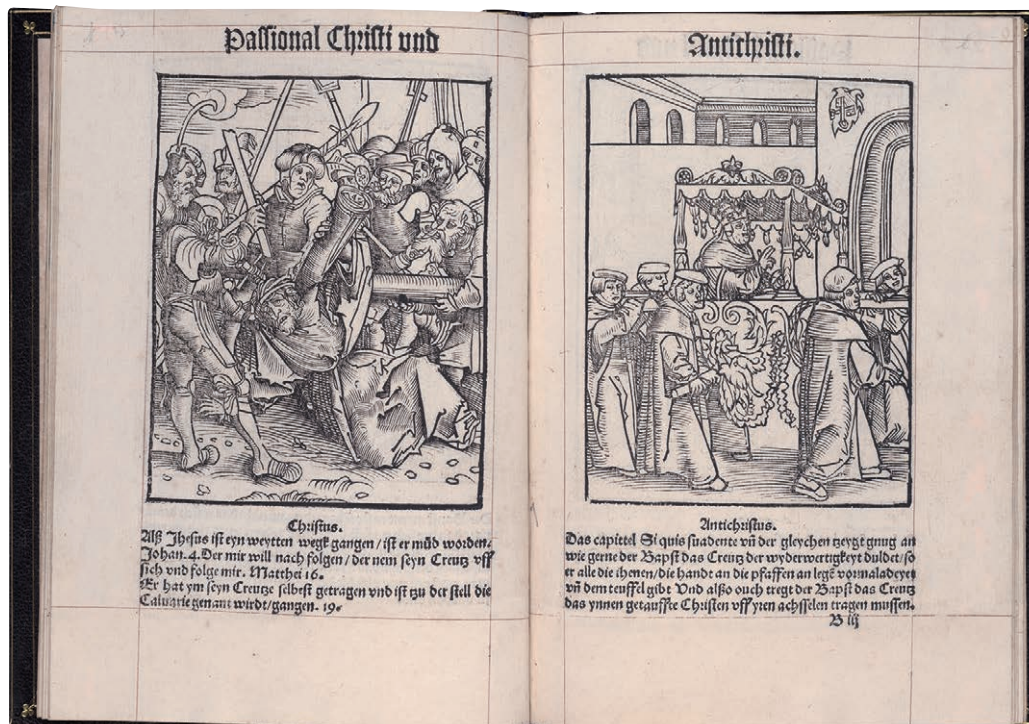 Passional Christi und
Christus.
Alß Jhesus ist eyn weytten wegk gangen / ist er müd worden.
Johan. 4. Der mir will nach folgen / der nem seyn Creutz vff
sich vnd folge mir. Matthei 16.
Er hat ym seyn Creutze selbest getragen vnd ist tzu der stell die
Caluarie genant wirdt / gangen. 19.
Antichristi.
Antichristus.
Das capittel Si quis suadente vñ der gleychen tzeygt gnug an
wie gerne der Bapst das Creutz der wyderwertigkeyt duldet / so
er alle die ihenen / die handt an die pfaffen an legē vormaladeyet
vñ dem teuffel gibt Vnd alßo ouch tregt der Bapst das Creutz
das ynnen getauffte Christen vff yren achsselen tragen mussen.
B iij